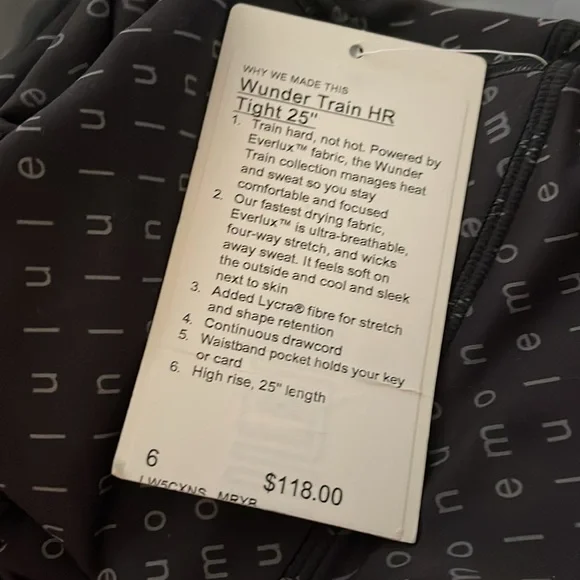 WHY WE MADE THIS
Wunder Train HR
Tight 25"
1. Train hard, not hot. Powered by
Everlux™ fabric, the Wunder
Train collection manages heat
and sweat so you stay
comfortable and focused
2. Our fastest drying fabric,
Everlux™ is ultra-breathable,
four-way stretch, and wicks
away sweat. It feels soft on
the outside and cool and sleek
next to skin
3. Added Lycra® fibre for stretch
and shape retention
4. Continuous drawcord
5. Waistband pocket holds your key
or card
6. High rise, 25" length
6
$118.00